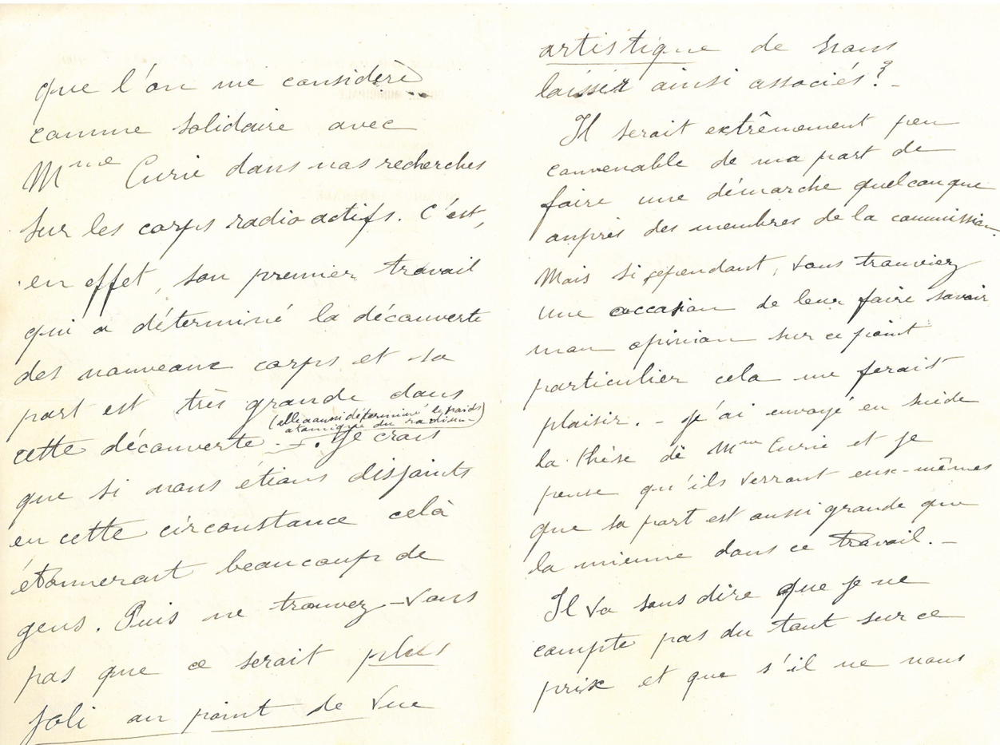 que l'on me considère
comme solidaire avec
Mme Curie dans nos recherches
sur les corps radioactifs. C'est,
en effet, son premier travail
qui a déterminé la découverte
des nouveaux corps et sa
part est très grande dans
(elle a aussi déterminé le poids
atomique du radium)
cette découverte. Je crois
que si nous étions disjoints
en cette circonstance celà
étonnerait beaucoup de
gens. Puis ne trouvez-vous
pas que ce serait plus
joli au point de vue
artistique de nous
laisser ainsi associés?-
Il serait extrêmement peu
convenable de ma part de
faire une démarche quelconque
auprès des membres de la commission.
Mais si cependant, vous trouviez
une occasion de leur faire savoir
mon opinion sur ce point
particulier cela me ferait
plaisir. - J'ai envoyé en Suède
la thèse de Mme Curie et je
pense qu'ils verront eux-mêmes
que sa part est aussi grande que
la mienne dans ce travail. -
Il va sans dire que je ne
compte pas du tout sur ce
prix et que s'il ne nous